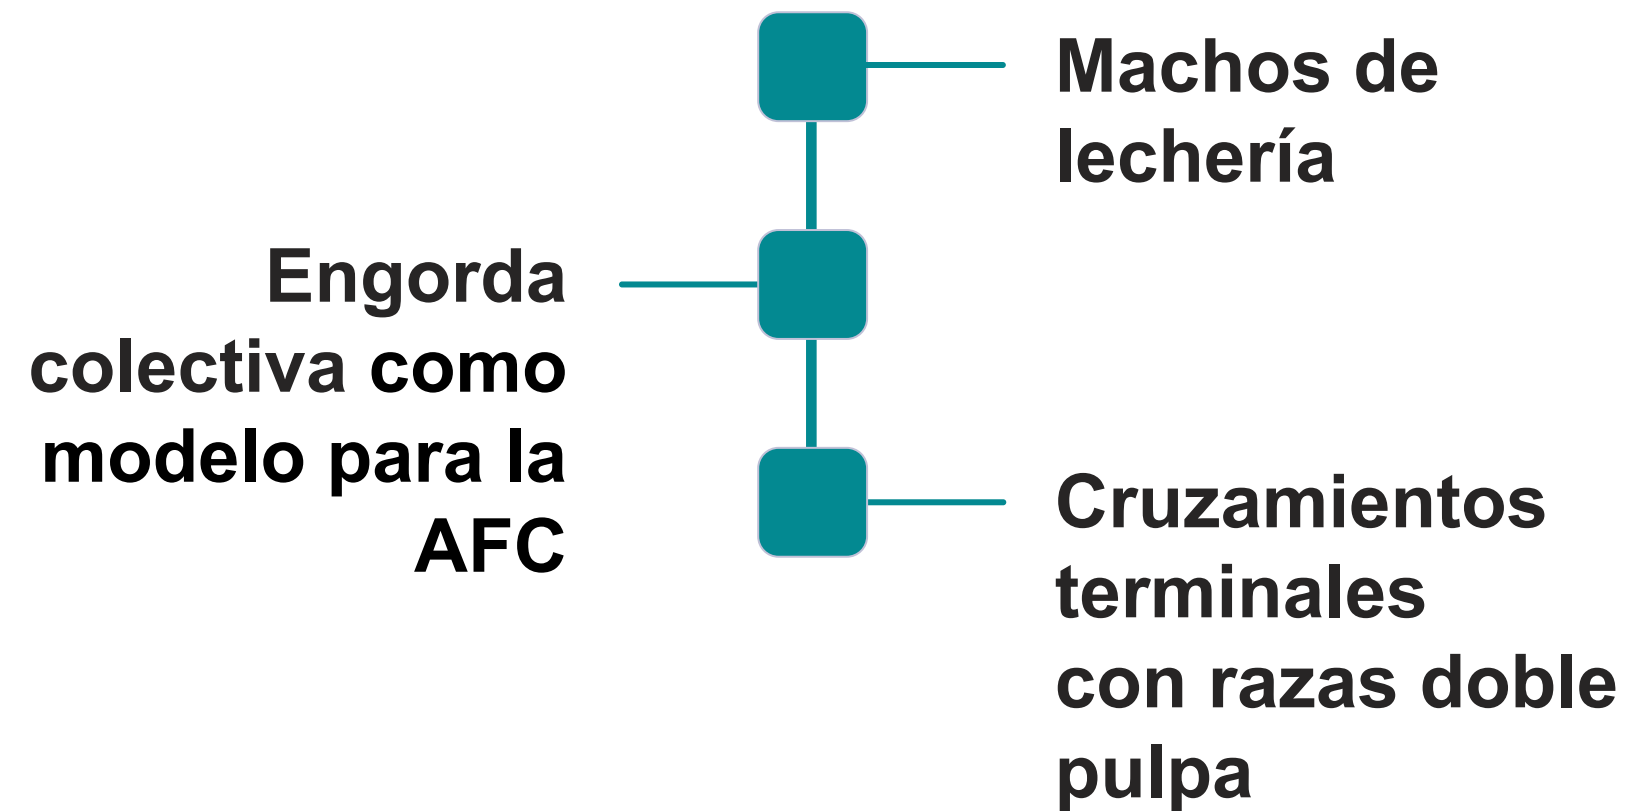 Machos de
lechería
Engorda
colectiva como
modelo para la
AFC
Cruzamientos
terminales
con razas doble
pulpa